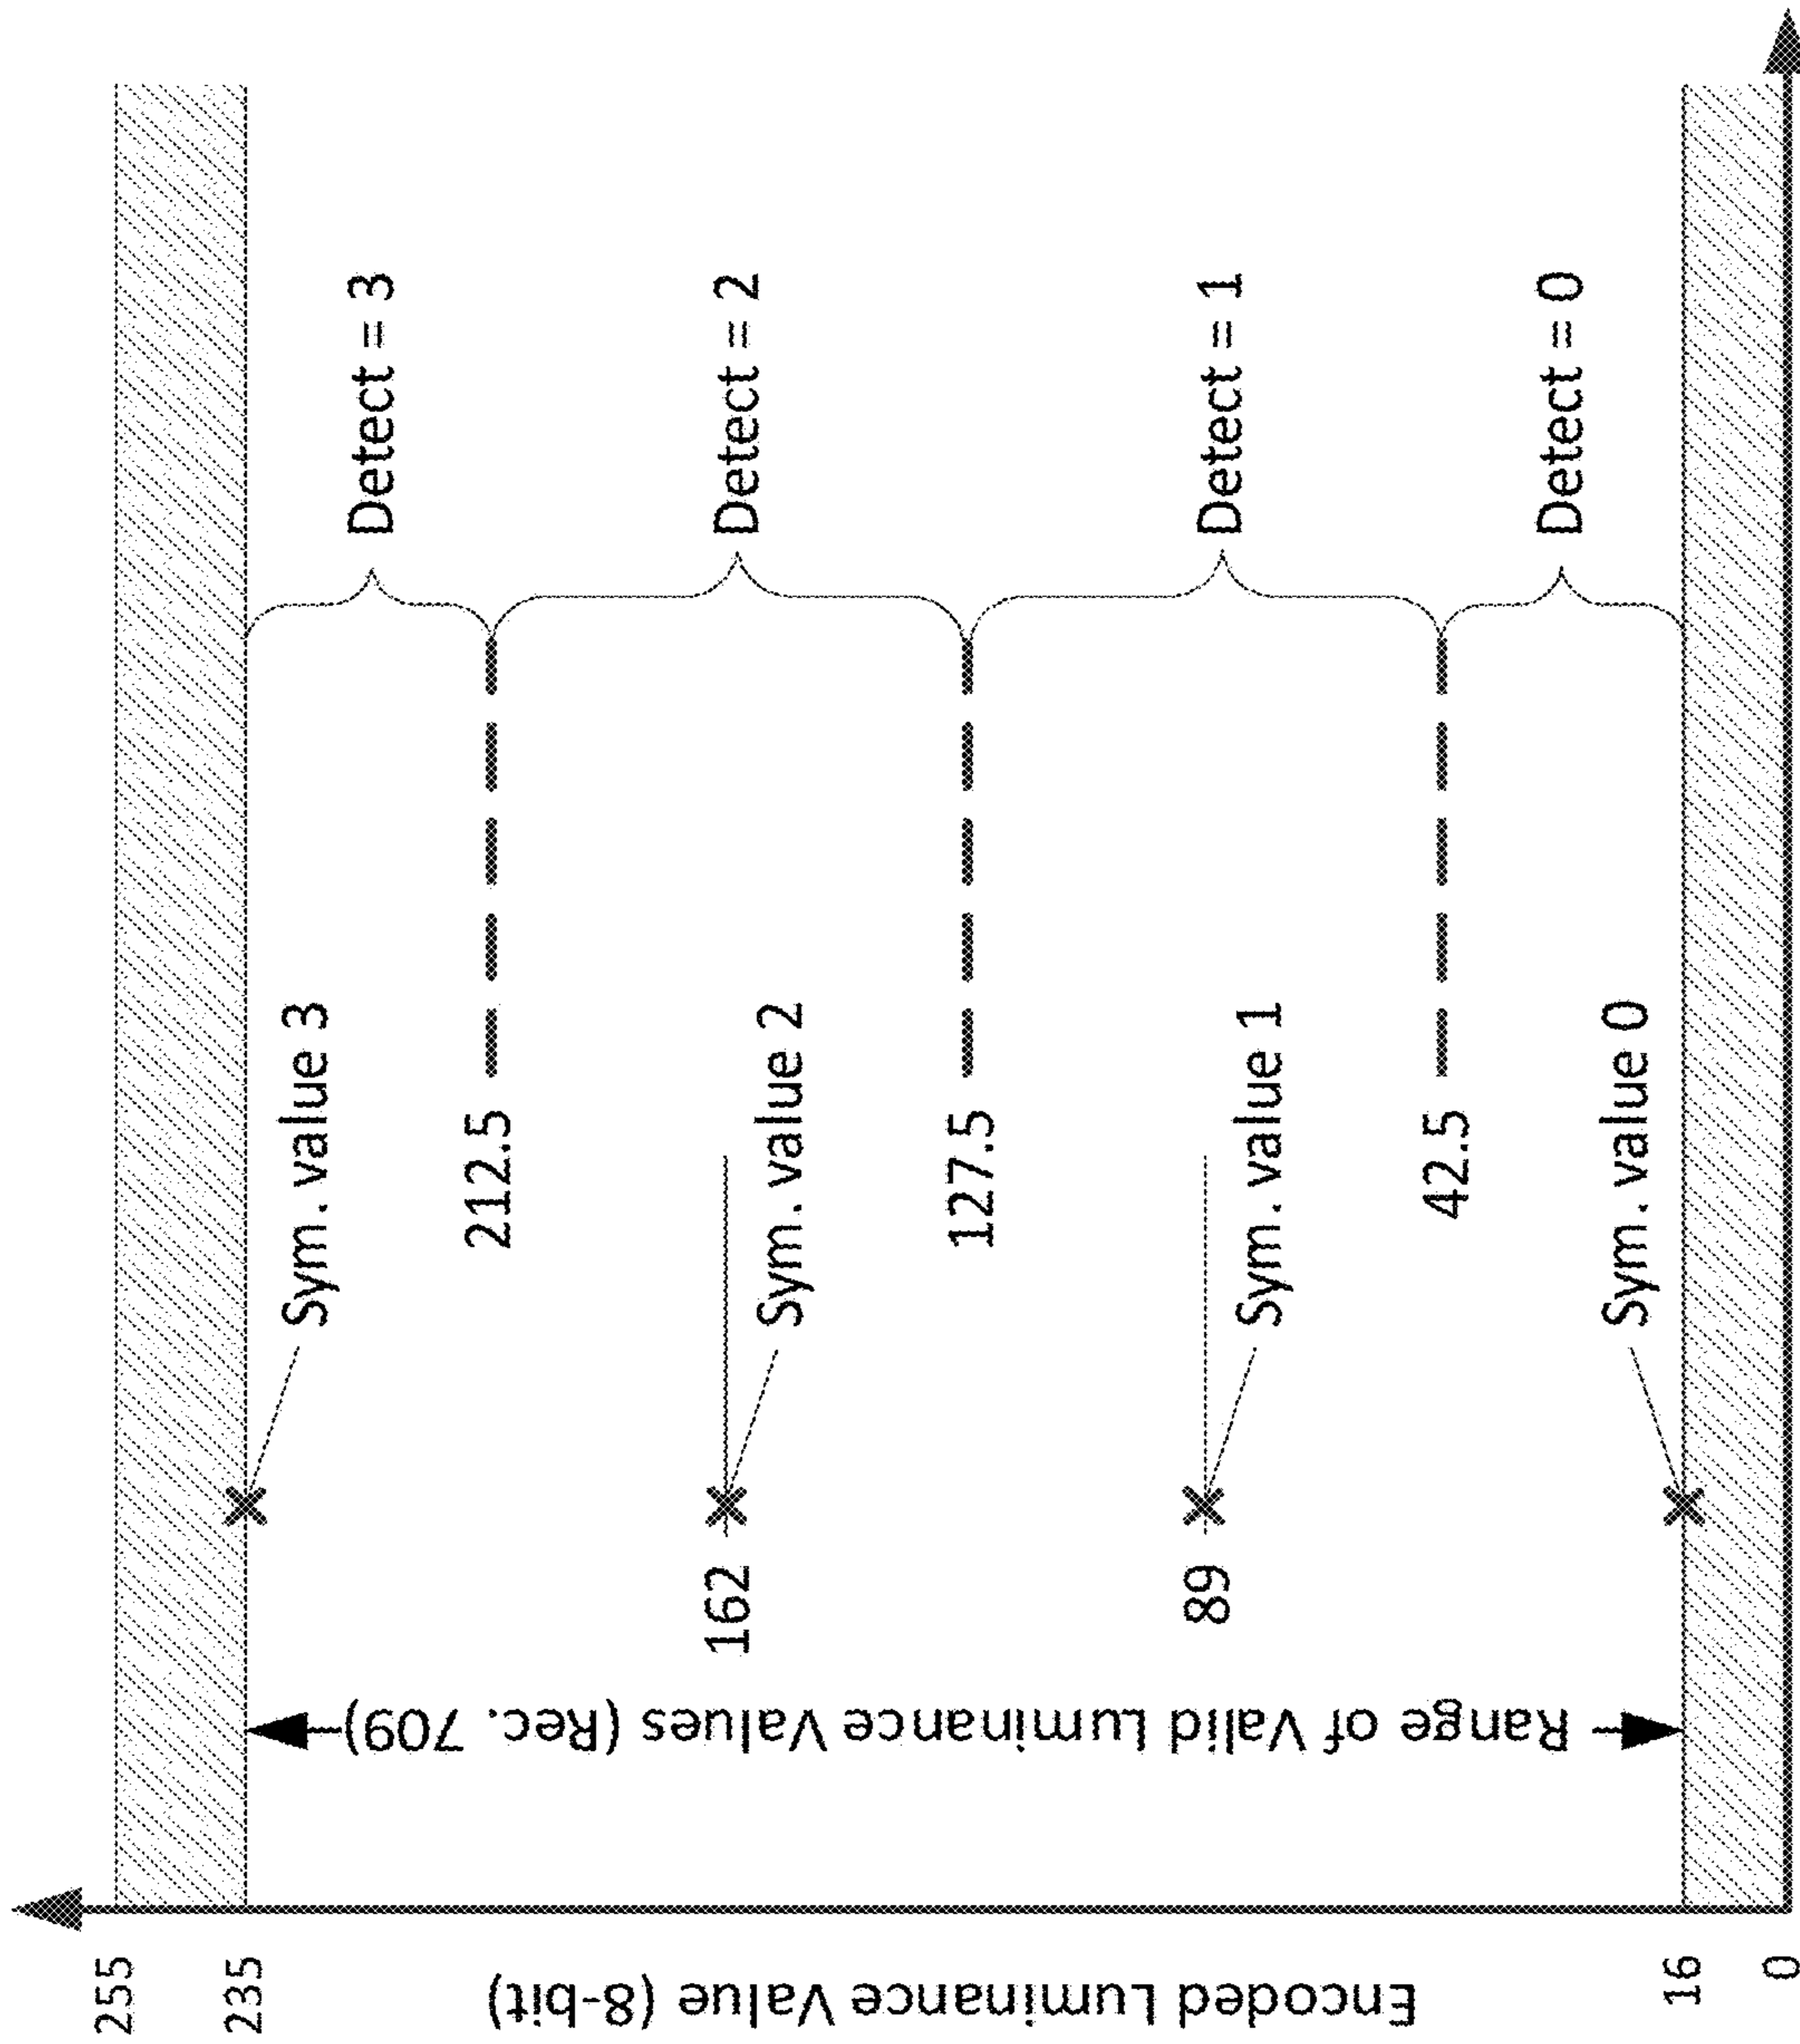 Encoded Luminance Value (8-bit)
255
235
16
0
Range of Valid Luminance Values (Rec. 709)
Sym. value 3
212.5
Detect = 3
162
Sym. value 2
Detect = 2
127.5
89
Sym. value 1
Detect = 1
42.5
Sym. value 0
Detect = 0